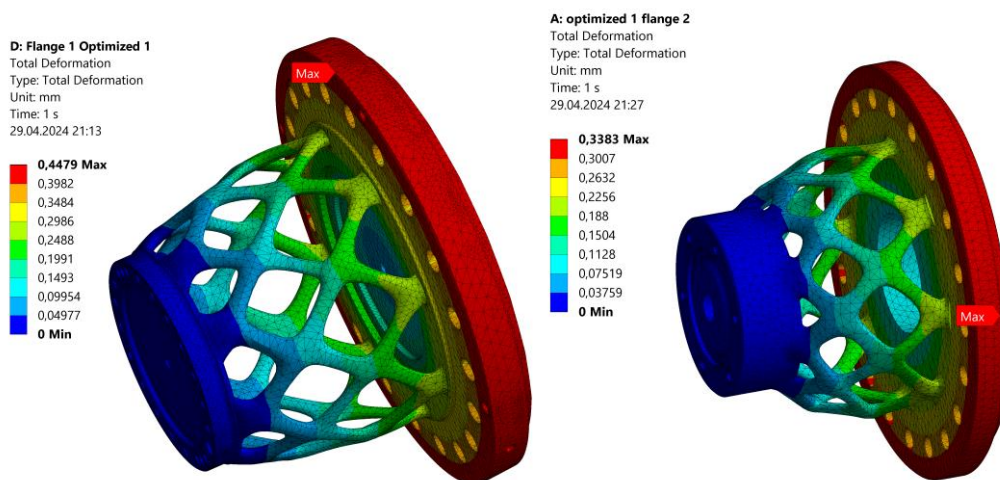 D: Flange 1 Optimized 1
Total Deformation
Type: Total Deformation
Unit: mm
Time: 1 s
29.04.2024 21:13
0,4479 Max
0,3982
0,3484
0,2986
0,2488
0,1991
0,1493
0,09954
0,04977
0 Min
Max
A: optimized 1 flange 2
Total Deformation
Type: Total Deformation
Unit: mm
Time: 1 s
29.04.2024 21:27
0,3383 Max
0,3007
0,2632
0,2256
0,188
0,1504
0,1128
0,07519
0,03759
0 Min
Max